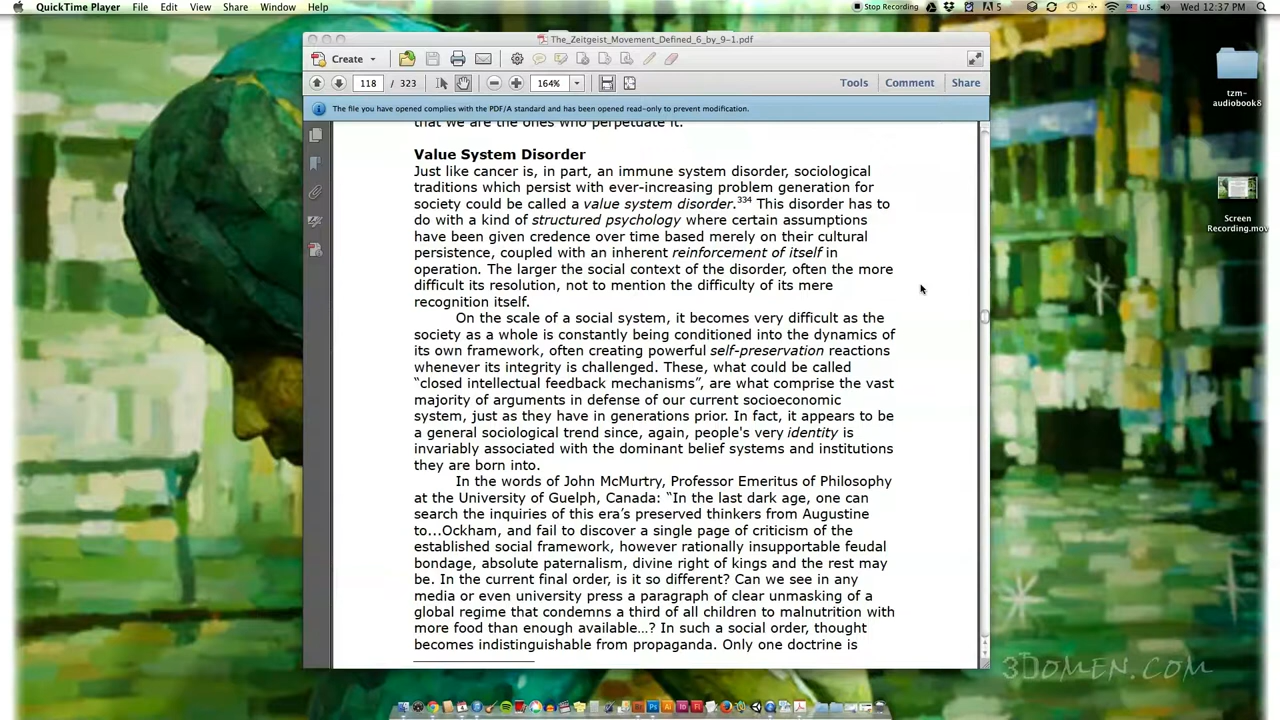 QuickTime Player File Edit View Share Window Help
Stop Recording
5
U.S.
Wed 12:37 PM
The_Zeitgeist_Movement_Defined_6_by_9-1.pdf
Create
118 / 323
164%
Tools Comment Share
The file you have opened complies with the PDF/A standard and has been opened read-only to prevent modification.
that we are the ones who perpetuate it.
Value System Disorder
Just like cancer is, in part, an immune system disorder, sociological
traditions which persist with ever-increasing problem generation for
society could be called a value system disorder.334 This disorder has to
do with a kind of structured psychology where certain assumptions
have been given credence over time based merely on their cultural
persistence, coupled with an inherent reinforcement of itself in
operation. The larger the social context of the disorder, often the more
difficult its resolution, not to mention the difficulty of its mere
recognition itself.
On the scale of a social system, it becomes very difficult as the
society as a whole is constantly being conditioned into the dynamics of
its own framework, often creating powerful self-preservation reactions
whenever its integrity is challenged. These, what could be called
“closed intellectual feedback mechanisms”, are what comprise the vast
majority of arguments in defense of our current socioeconomic
system, just as they have in generations prior. In fact, it appears to be
a general sociological trend since, again, people's very identity is
invariably associated with the dominant belief systems and institutions
they are born into.
In the words of John McMurtry, Professor Emeritus of Philosophy
at the University of Guelph, Canada: “In the last dark age, one can
search the inquiries of this era’s preserved thinkers from Augustine
to...Ockham, and fail to discover a single page of criticism of the
established social framework, however rationally insupportable feudal
bondage, absolute paternalism, divine right of kings and the rest may
be. In the current final order, is it so different? Can we see in any
media or even university press a paragraph of clear unmasking of a
global regime that condemns a third of all children to malnutrition with
more food than enough available…? In such a social order, thought
becomes indistinguishable from propaganda. Only one doctrine is
tzm-
audiobook8
Screen
Recording.mov
3DOMEN.COM